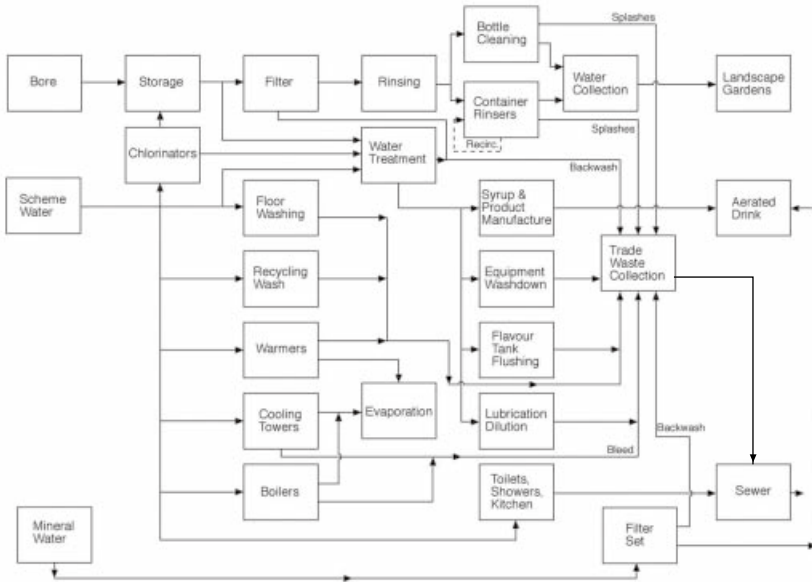 Bottle
Cleaning
Splashes
Bore
Storage
Filter
Rinsing
Water
Collection
Landscape
Gardens
Container
Rinsers
Splashes
Recirc.
Chlorinators
Water
Treatment
Backwash
Scheme
Water
Floor
Washing
Syrup &
Product
Manufacture
Aerated
Drink
Trade
Waste
Collection
Recycling
Wash
Equipment
Washdown
Warmers
Flavour
Tank
Flushing
Cooling
Towers
Evaporation
Lubrication
Dilution
Backwash
Bleed
Boilers
Toilets,
Showers,
Kitchen
Sewer
Mineral
Water
Filter
Set